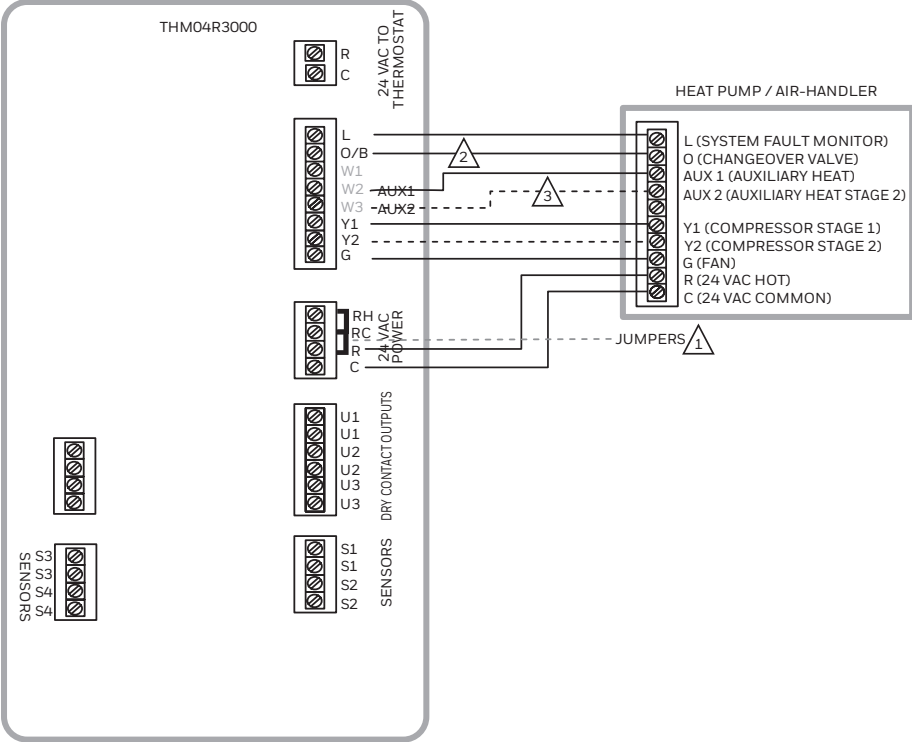 THM04R3000
R
C
24 VAC TO
THERMOSTAT
HEAT PUMP / AIR-HANDLER
L
O/B
W1
W2 AUX1
W3 AUX2
Y1
Y2
G
2
3
L (SYSTEM FAULT MONITOR)
O (CHANGEOVER VALVE)
AUX 1 (AUXILIARY HEAT)
AUX 2 (AUXILIARY HEAT STAGE 2)
Y1 (COMPRESSOR STAGE 1)
Y2 (COMPRESSOR STAGE 2)
G (FAN)
R (24 VAC HOT)
C (24 VAC COMMON)
RH
RC
R
C
24 VAC
POWER
JUMPERS 1
U1
U1
U2
U2
U3
U3
DRY CONTACT OUTPUTS
S1
S1
S2
S2
SENSORS
S3
S3
S4
S4
SENSORS